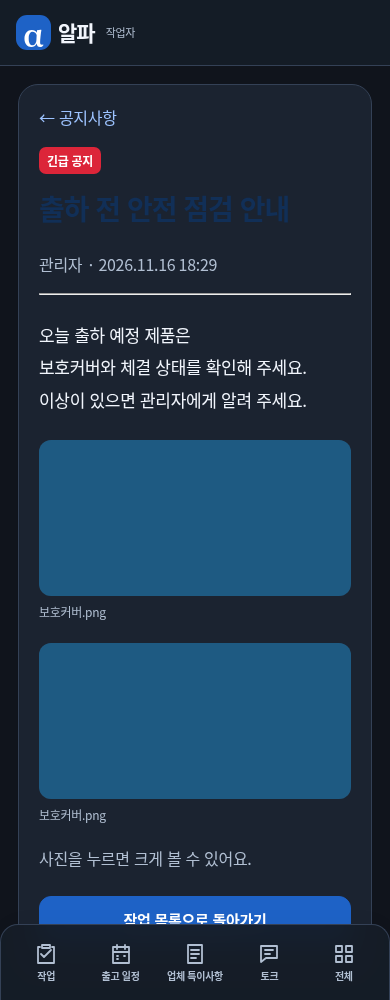 α 알파 작업자
← 공지사항
긴급 공지
출하 전 안전 점검 안내
관리자 · 2026.11.16 18:29
오늘 출하 예정 제품은
보호커버와 체결 상태를 확인해 주세요.
이상이 있으면 관리자에게 알려 주세요.
보호커버.png
보호커버.png
사진을 누르면 크게 볼 수 있어요.
작업 목록으로 돌아가기
작업 출고 일정 업체 특이사항 토크 전체